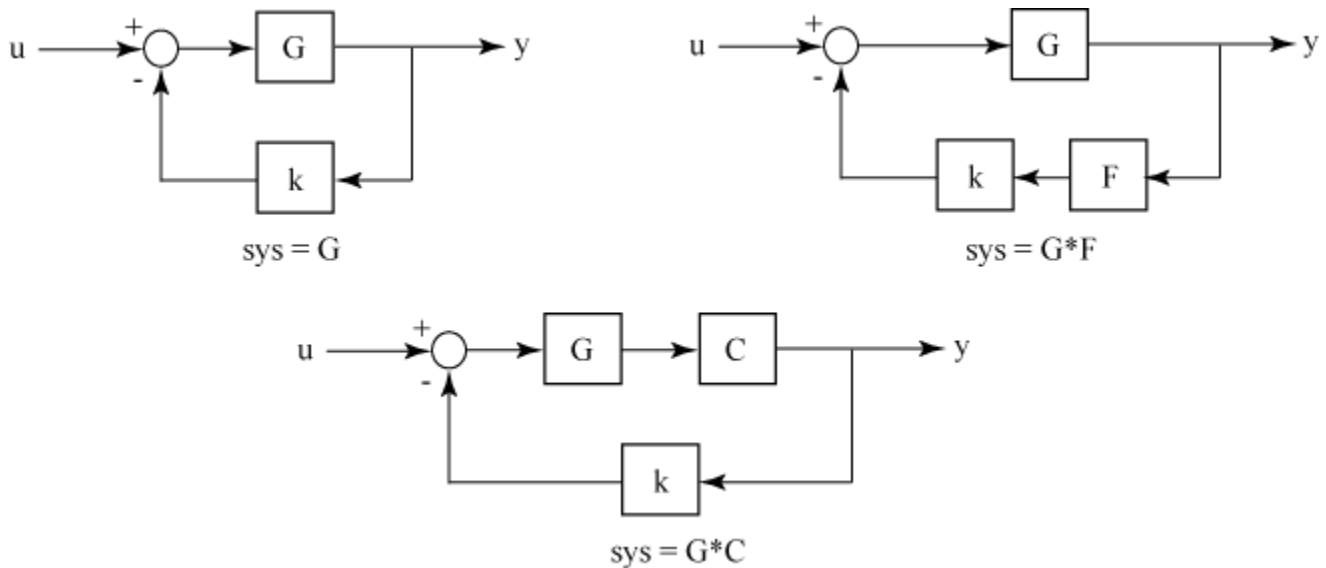 +
u
G
y
-
k
sys = G
+
u
G
y
-
k
F
sys = G*F
+
u
G
C
y
-
k
sys = G*C